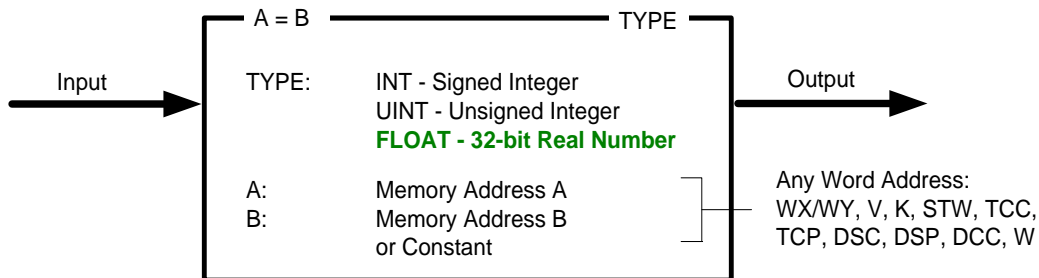 A = B TYPE
Input
TYPE: INT - Signed Integer
UINT - Unsigned Integer
FLOAT - 32-bit Real Number
Output
A: Memory Address A
B: Memory Address B
or Constant
Any Word Address:
WX/WY, V, K, STW, TCC,
TCP, DSC, DSP, DCC, W